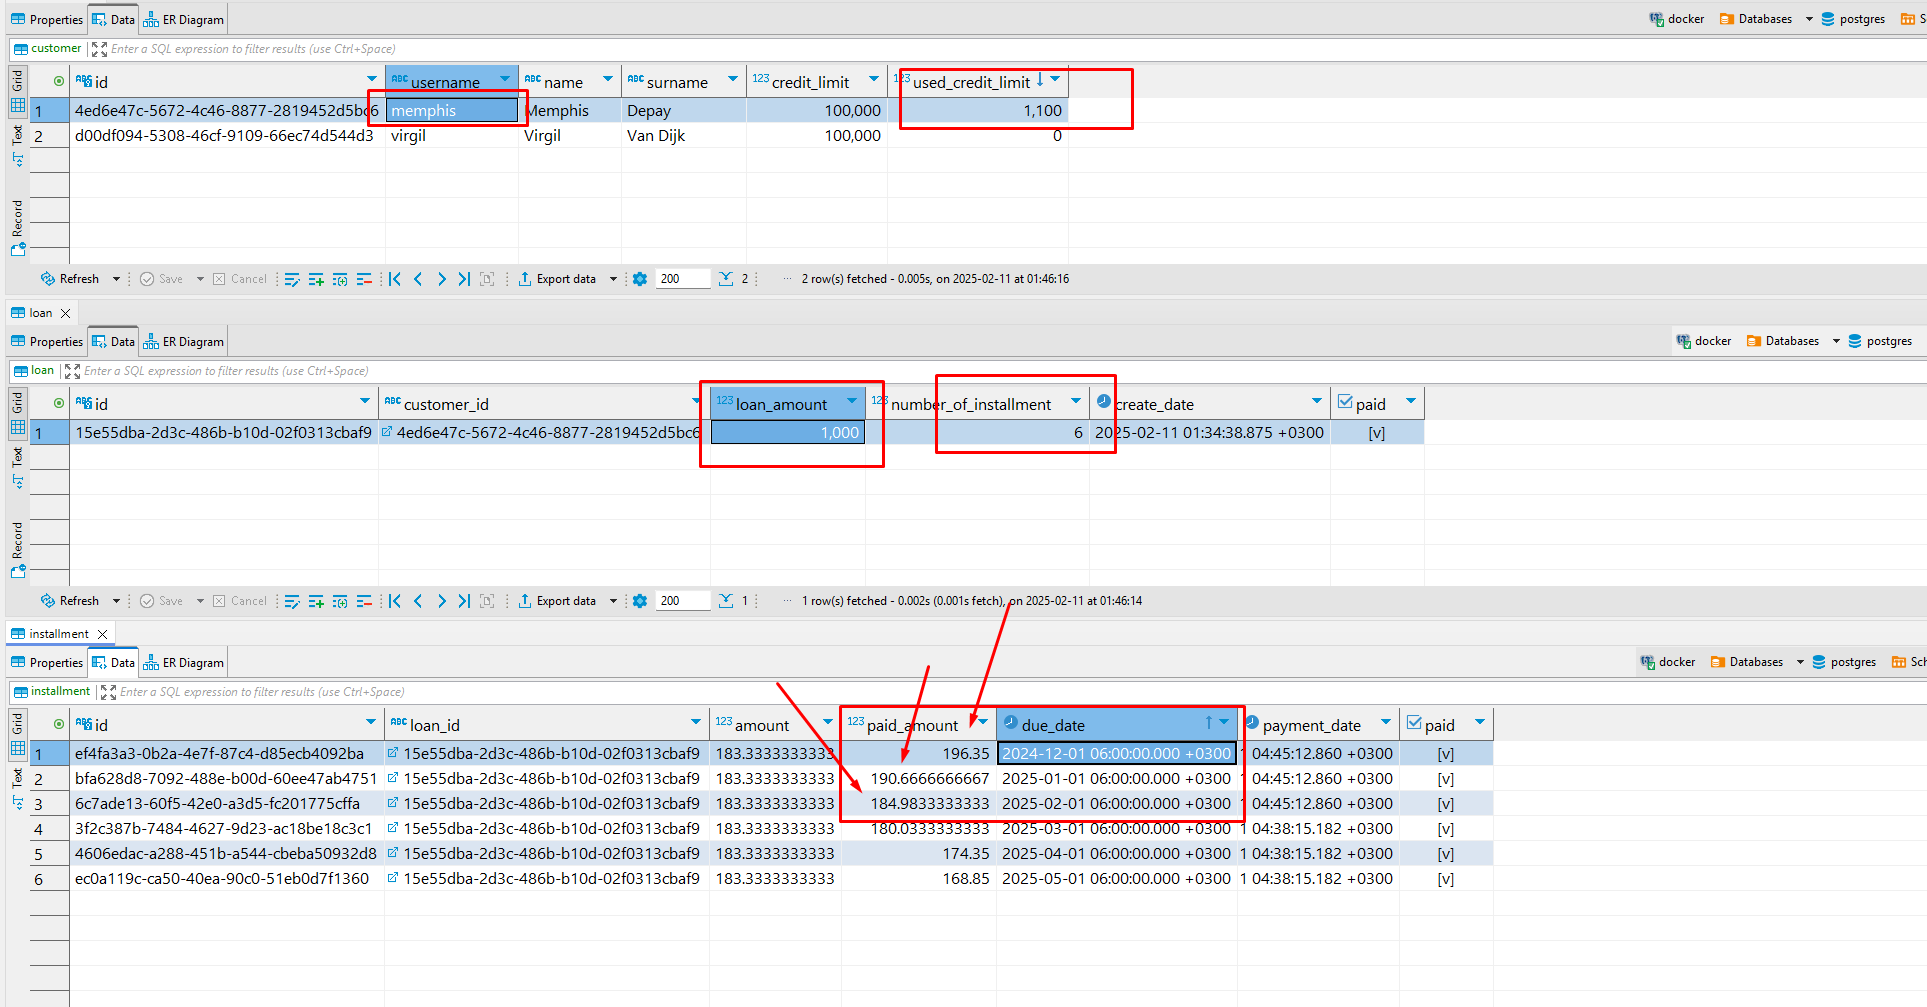 Properties Data ER Diagram docker Databases postgres S
customer Enter a SQL expression to filter results (use Ctrl+Space)
Grid
Text
Record
ABC id ABC username ABC name ABC surname 123 credit_limit 123 used_credit_limit
1 4ed6e47c-5672-4c46-8877-2819452d5bc6 memphis Memphis Depay 100,000 1,100
2 d00df094-5308-46cf-9109-66ec74d544d3 virgil Virgil Van Dijk 100,000 0
Refresh Save Cancel Export data 200 2 ··· 2 row(s) fetched - 0.005s, on 2025-02-11 at 01:46:16
loan
Properties Data ER Diagram docker Databases postgres
loan Enter a SQL expression to filter results (use Ctrl+Space)
Grid
Text
Record
ABC id ABC customer_id 123 loan_amount 123 number_of_installment create_date paid
1 15e55dba-2d3c-486b-b10d-02f0313cbaf9 4ed6e47c-5672-4c46-8877-2819452d5bc6 1,000 6 2025-02-11 01:34:38.875 +0300 [v]
Refresh Save Cancel Export data 200 1 ··· 1 row(s) fetched - 0.002s (0.001s fetch), on 2025-02-11 at 01:46:14
installment
Properties Data ER Diagram docker Databases postgres Sch
installment Enter a SQL expression to filter results (use Ctrl+Space)
Grid
Text
ABC id ABC loan_id 123 amount 123 paid_amount due_date payment_date paid
1 ef4fa3a3-0b2a-4e7f-87c4-d85ecb4092ba 15e55dba-2d3c-486b-b10d-02f0313cbaf9 183.3333333333 196.35 2024-12-01 06:00:00.000 +0300 1 04:45:12.860 +0300 [v]
2 bfa628d8-7092-488e-b00d-60ee47ab4751 15e55dba-2d3c-486b-b10d-02f0313cbaf9 183.3333333333 190.6666666667 2025-01-01 06:00:00.000 +0300 1 04:45:12.860 +0300 [v]
3 6c7ade13-60f5-42e0-a3d5-fc201775cffa 15e55dba-2d3c-486b-b10d-02f0313cbaf9 183.3333333333 184.9833333333 2025-02-01 06:00:00.000 +0300 1 04:45:12.860 +0300 [v]
4 3f2c387b-7484-4627-9d23-ac18be18c3c1 15e55dba-2d3c-486b-b10d-02f0313cbaf9 183.3333333333 180.0333333333 2025-03-01 06:00:00.000 +0300 1 04:38:15.182 +0300 [v]
5 4606edac-a288-451b-a544-cbeba50932d8 15e55dba-2d3c-486b-b10d-02f0313cbaf9 183.3333333333 174.35 2025-04-01 06:00:00.000 +0300 1 04:38:15.182 +0300 [v]
6 ec0a119c-ca50-40ea-90c0-51eb0d7f1360 15e55dba-2d3c-486b-b10d-02f0313cbaf9 183.3333333333 168.85 2025-05-01 06:00:00.000 +0300 1 04:38:15.182 +0300 [v]